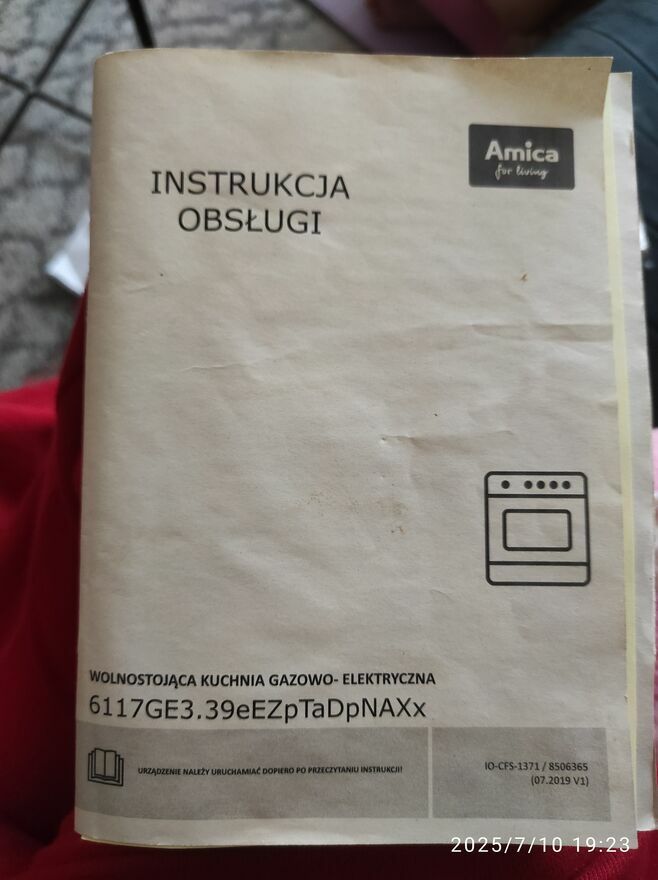 Amica
for living
INSTRUKCJA
OBSŁUGI
WOLNOSTOJĄCA KUCHNIA GAZOWO- ELEKTRYCZNA
6117GE3.39eEZpTaDpNAXx
URZĄDZENIE NALEŻY URUCHAMIAĆ DOPIERO PO PRZECZYTANIU INSTRUKCJI!
IO-CFS-1371 / 8506365
(07.2019 V1)
2025/7/10 19:23